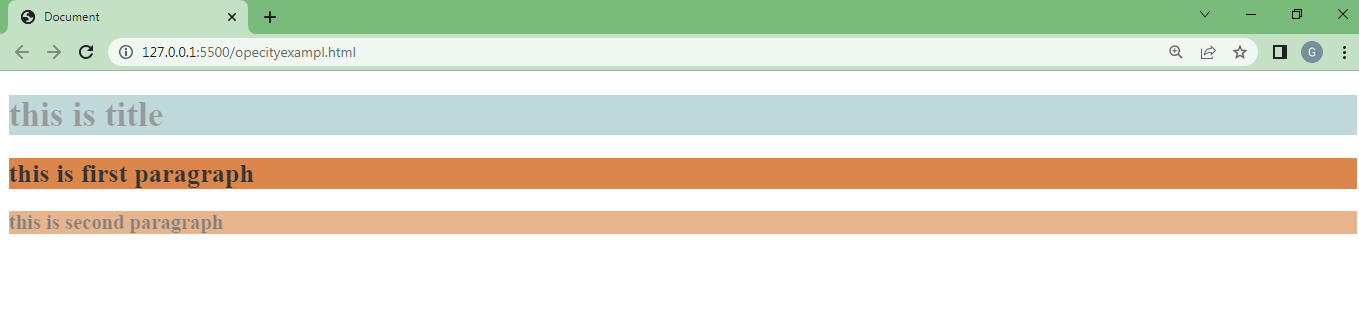 Document
127.0.0.1:5500/opecityexampl.html
G
this is title
this is first paragraph
this is second paragraph